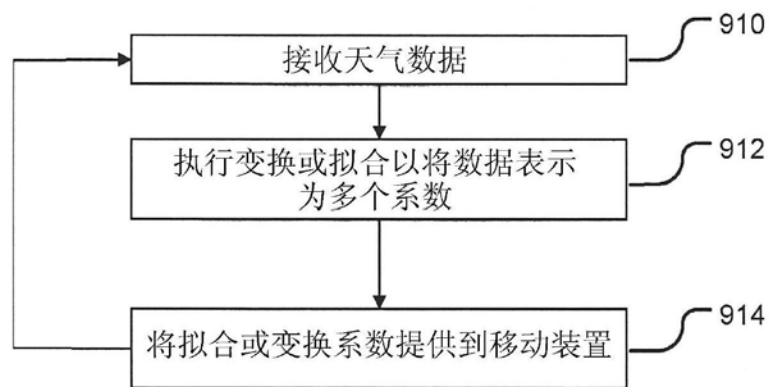 接收天气数据
910
执行变换或拟合以将数据表示
为多个系数
912
将拟合或变换系数提供到移动装置
914